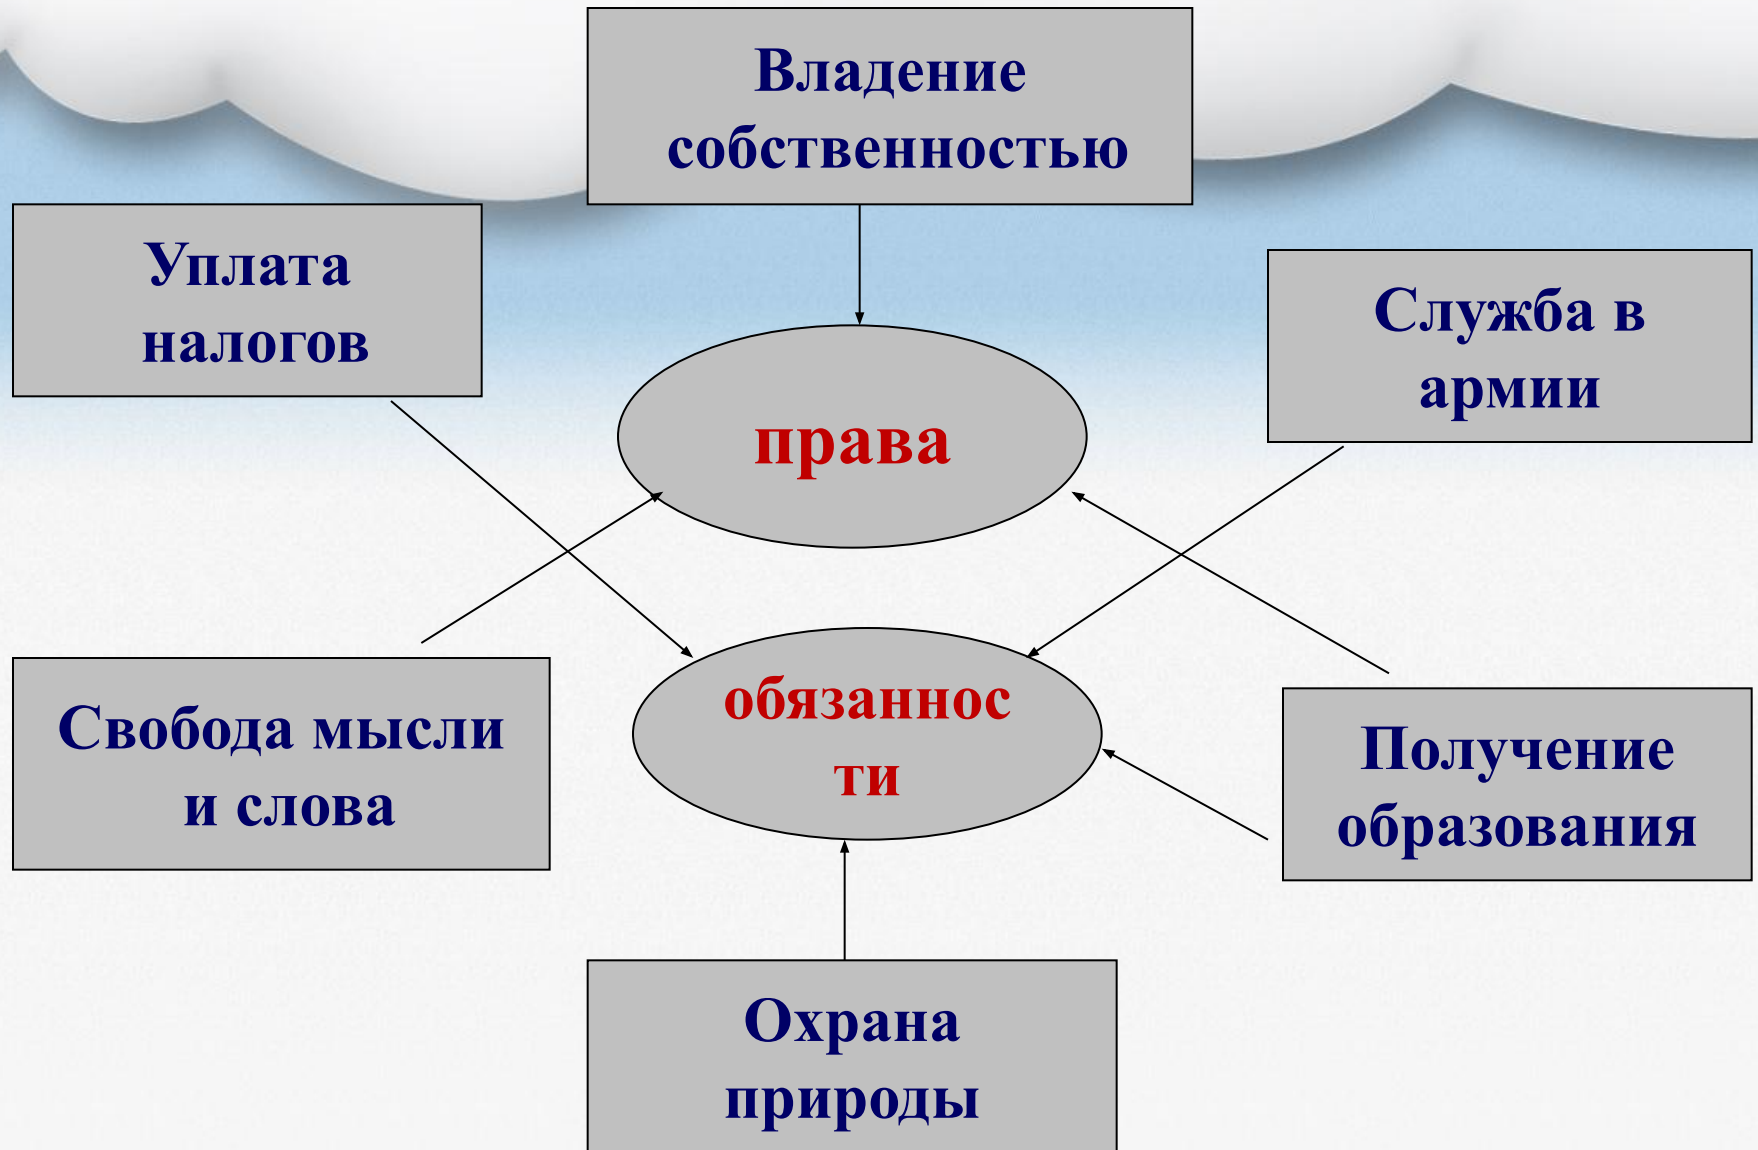 Владение
собственностью
Уплата
налогов
Служба в
армии
права
обязаннос
ти
Свобода мысли
и слова
Получение
образования
Охрана
природы